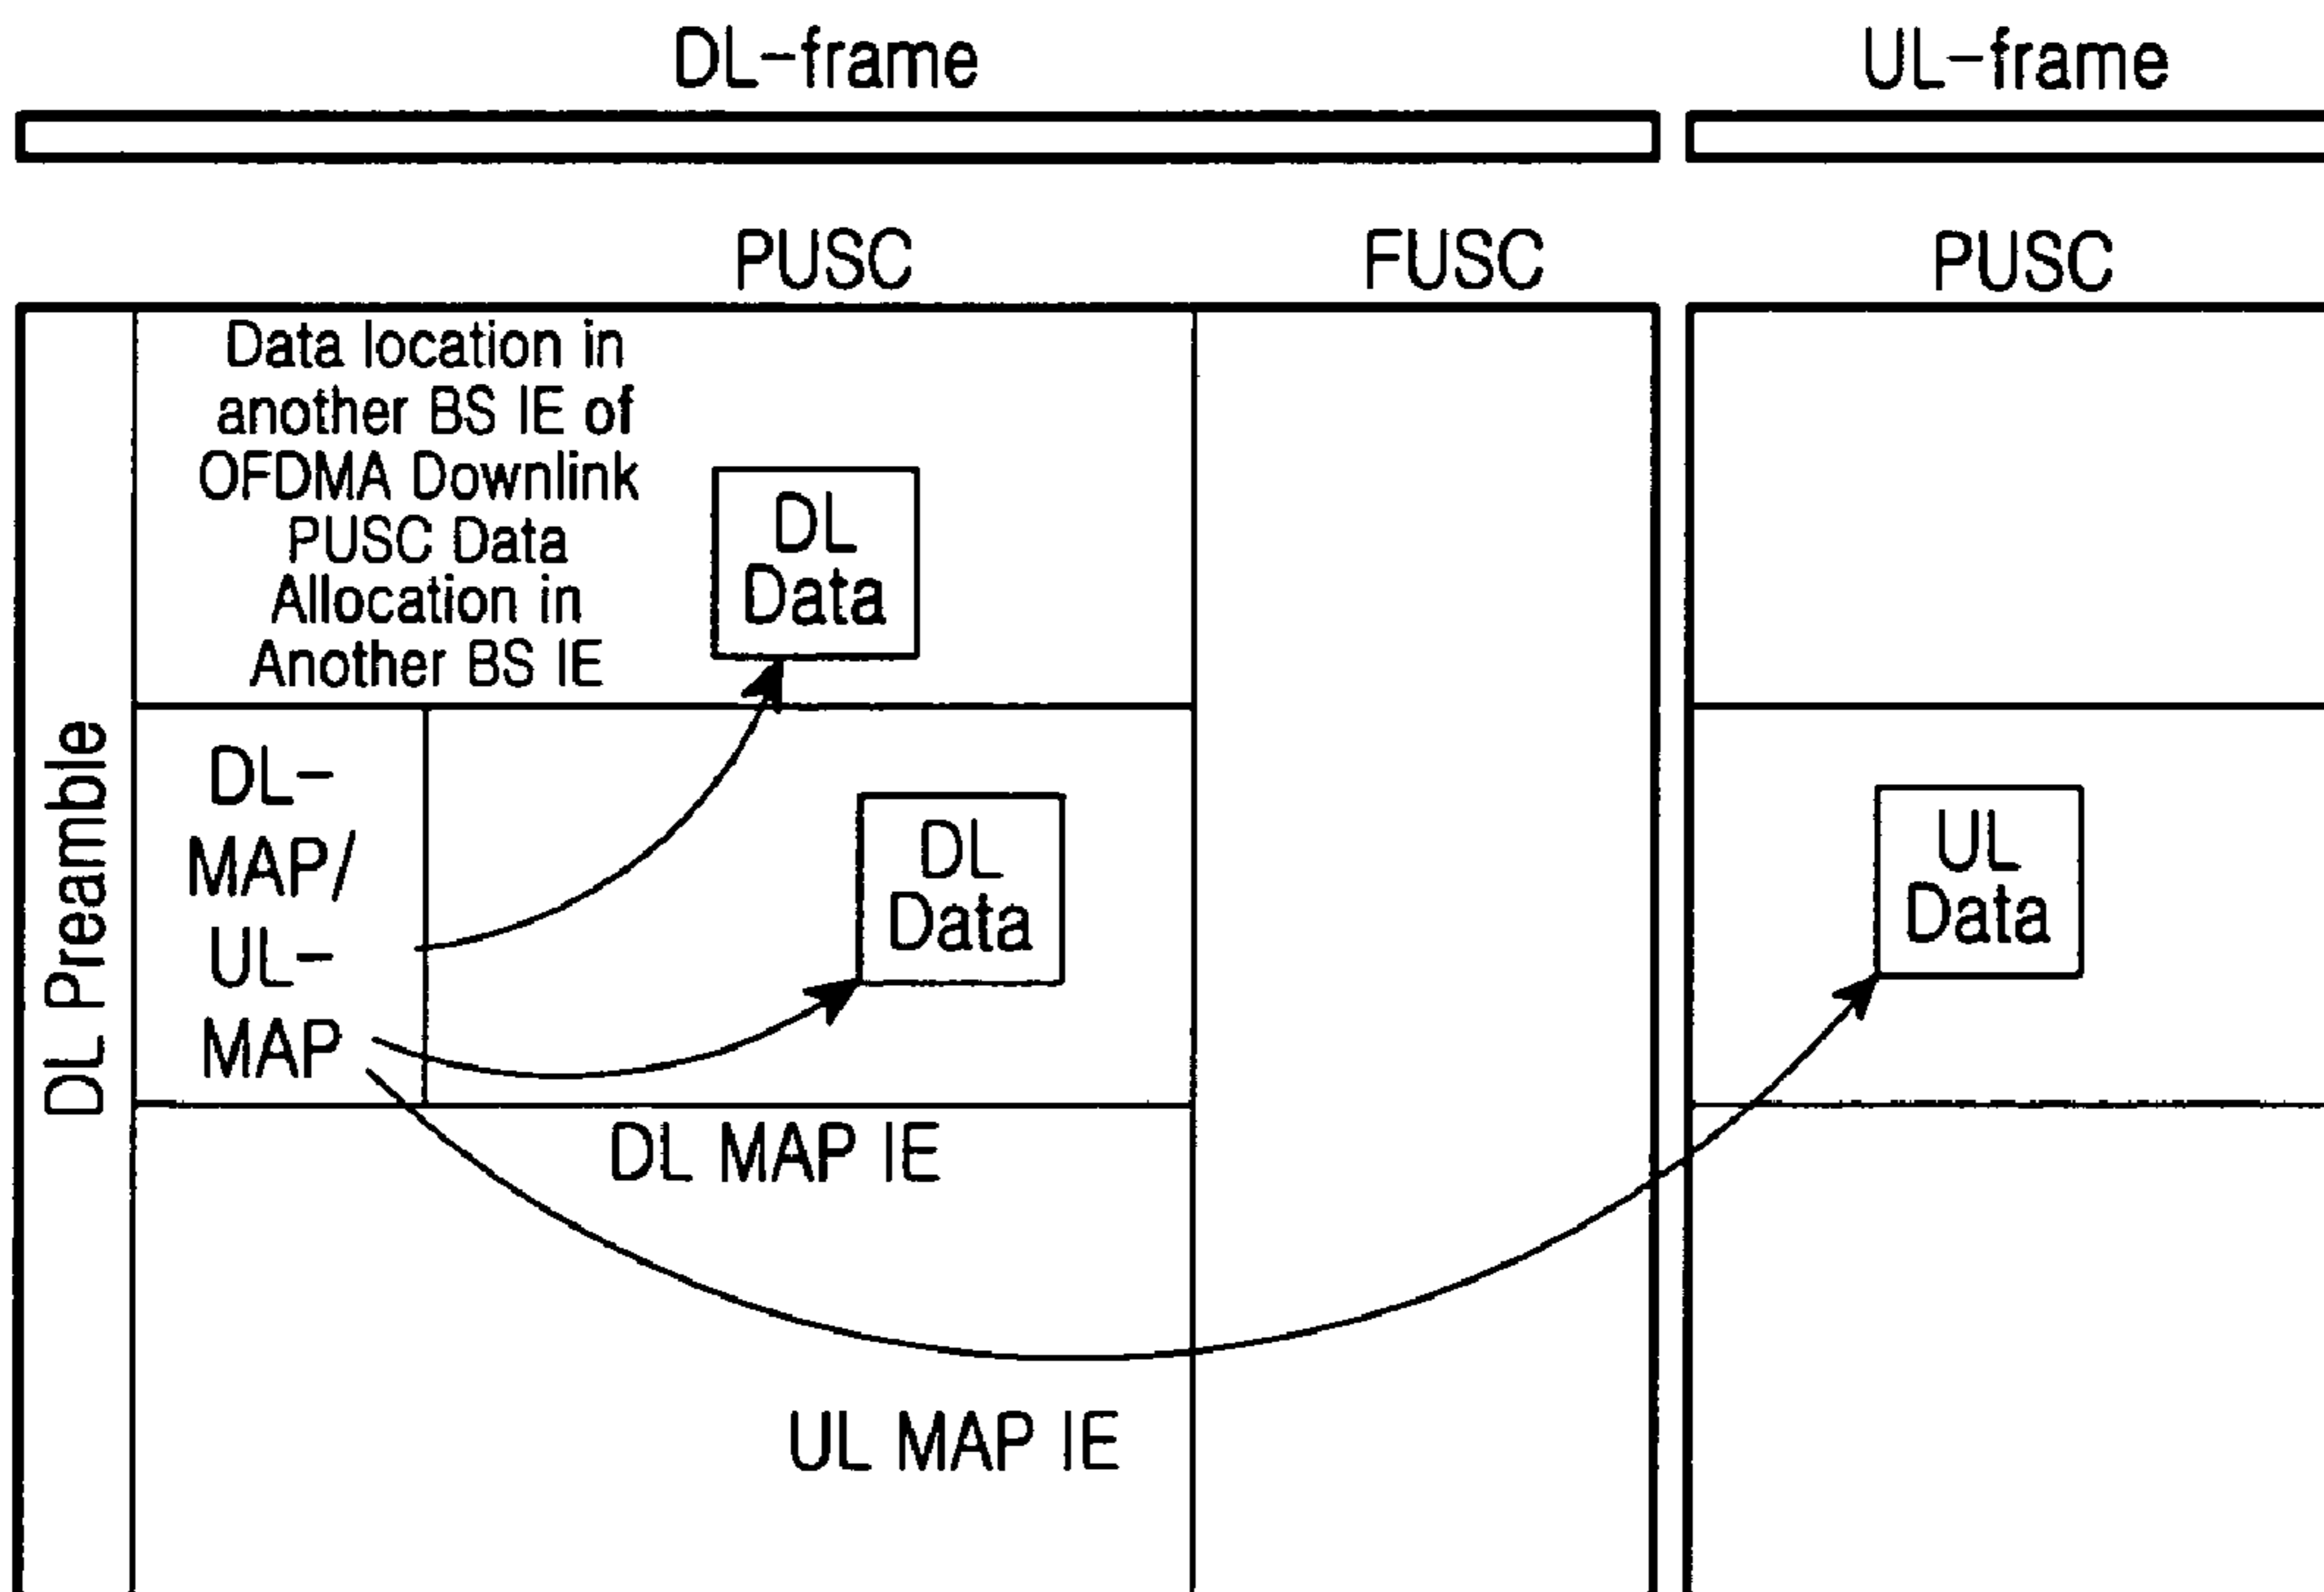 DL-frame
UL-frame
PUSC
FUSC
PUSC
Data location in
another BS IE of
OFDMA Downlink
PUSC Data
Allocation in
Another BS IE
DL
Data
DL Preamble
DL-
MAP/
UL-
MAP
DL
Data
UL
Data
DL MAP IE
UL MAP IE